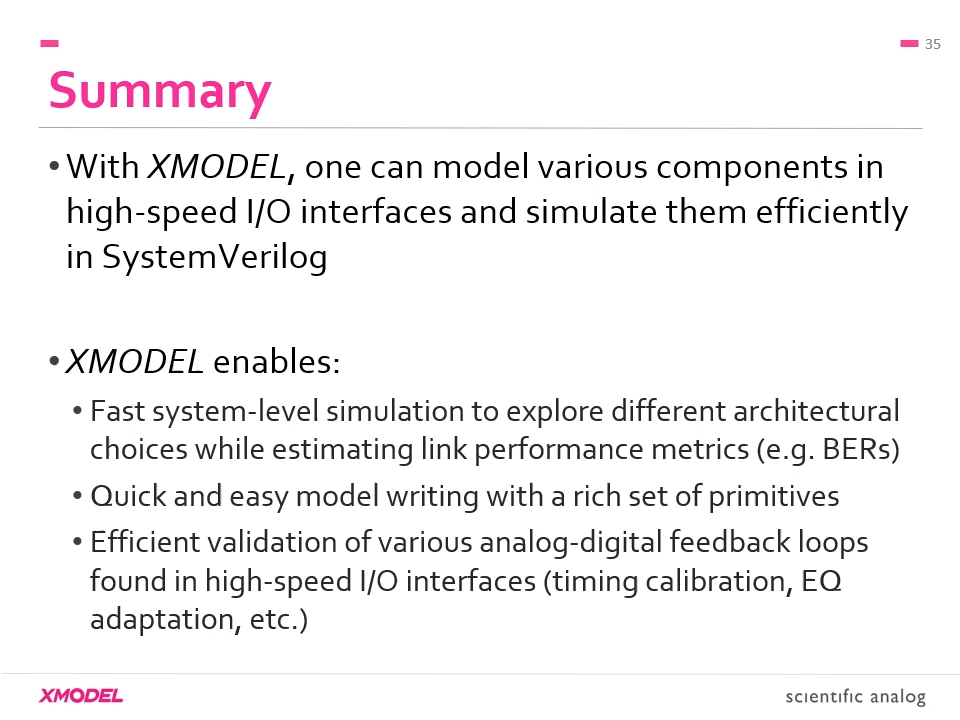 35
Summary
• With XMODEL, one can model various components in
high-speed I/O interfaces and simulate them efficiently
in SystemVerilog
• XMODEL enables:
• Fast system-level simulation to explore different architectural
choices while estimating link performance metrics (e.g. BERs)
• Quick and easy model writing with a rich set of primitives
• Efficient validation of various analog-digital feedback loops
found in high-speed I/O interfaces (timing calibration, EQ
adaptation, etc.)
XMODEL
scientific analog